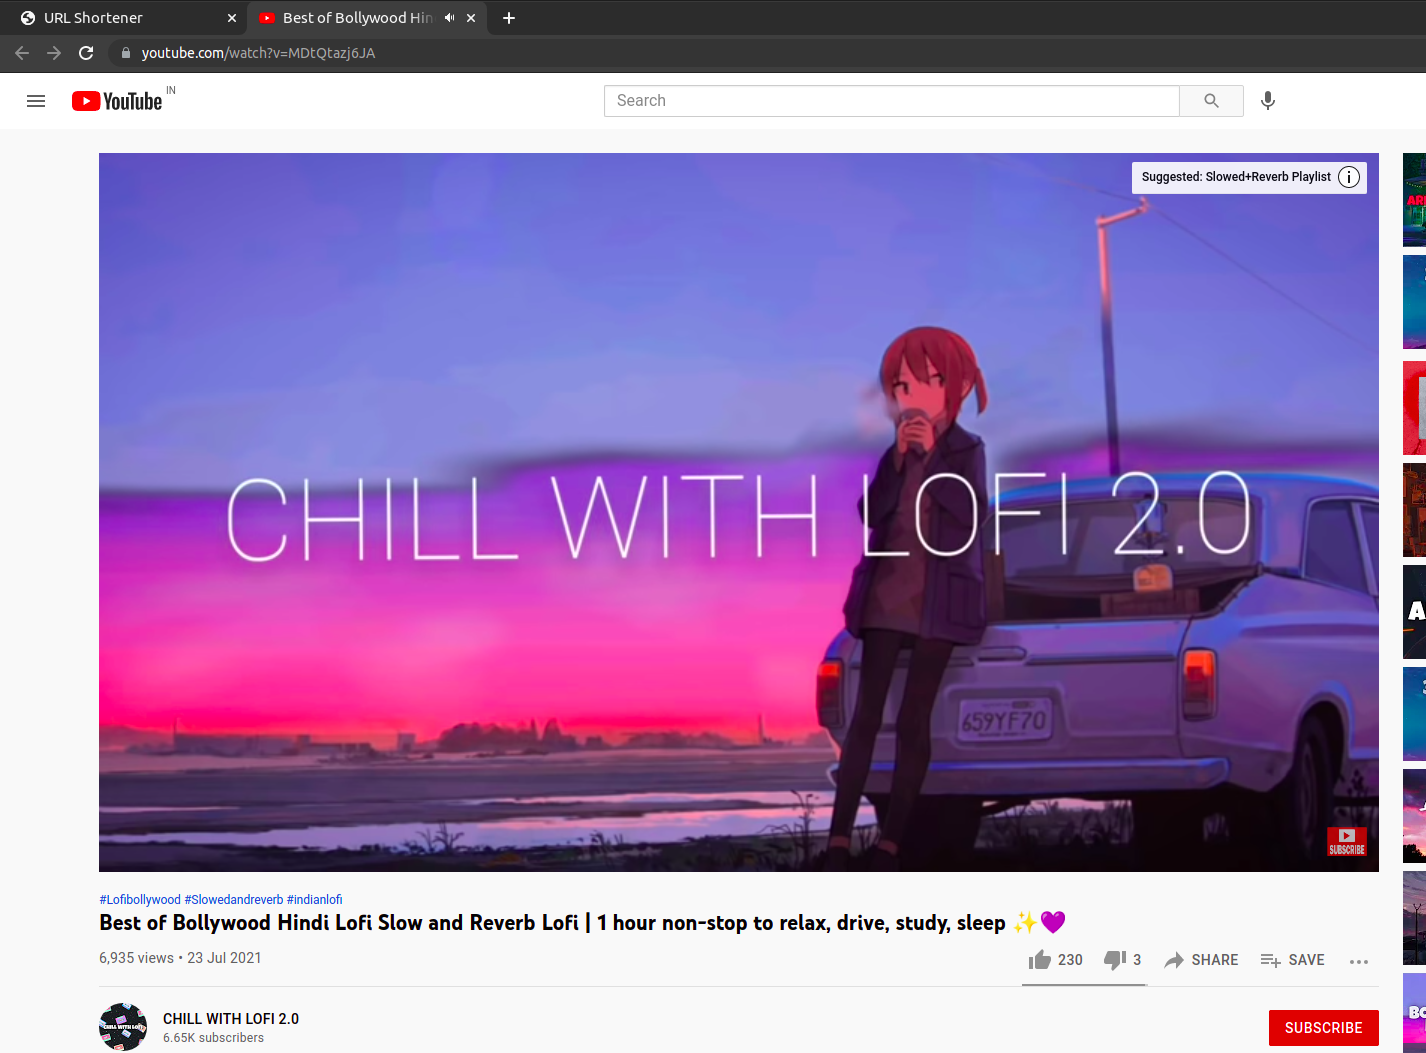 URL Shortener
Best of Bollywood Hin
youtube.com/watch?v=MDtQtazj6JA
YouTube IN
Search
Suggested: Slowed+Reverb Playlist
CHILL WITH LOFI 2.0
659YF70
SUBSCRIBE
#Lofibollywood #Slowedandreverb #indianlofi
Best of Bollywood Hindi Lofi Slow and Reverb Lofi | 1 hour non-stop to relax, drive, study, sleep ✨💜
6,935 views • 23 Jul 2021
230 3 SHARE SAVE
CHILL WITH LOFI
CHILL WITH LOFI 2.0
6.65K subscribers
SUBSCRIBE